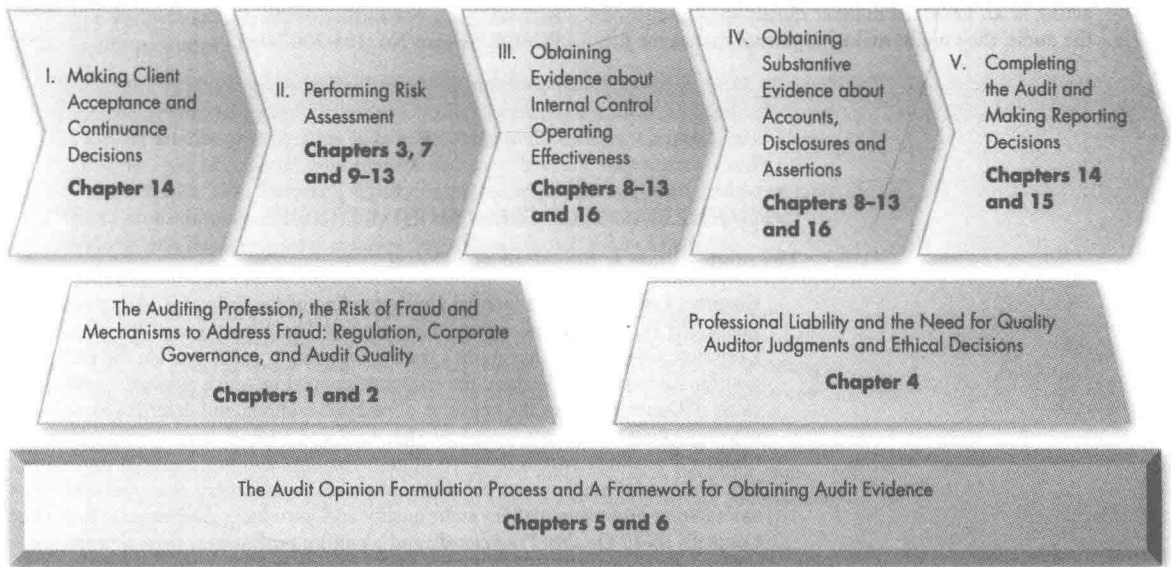 I. Making Client
Acceptance and
Continuance
Decisions
Chapter 14
II. Performing Risk
Assessment
Chapters 3, 7
and 9–13
III. Obtaining
Evidence about
Internal Control
Operating
Effectiveness
Chapters 8–13
and 16
IV. Obtaining
Substantive
Evidence about
Accounts,
Disclosures and
Assertions
Chapters 8–13
and 16
V. Completing
the Audit and
Making Reporting
Decisions
Chapters 14
and 15
The Auditing Profession, the Risk of Fraud and
Mechanisms to Address Fraud: Regulation, Corporate
Governance, and Audit Quality
Chapters 1 and 2
Professional Liability and the Need for Quality
Auditor Judgments and Ethical Decisions
Chapter 4
The Audit Opinion Formulation Process and A Framework for Obtaining Audit Evidence
Chapters 5 and 6